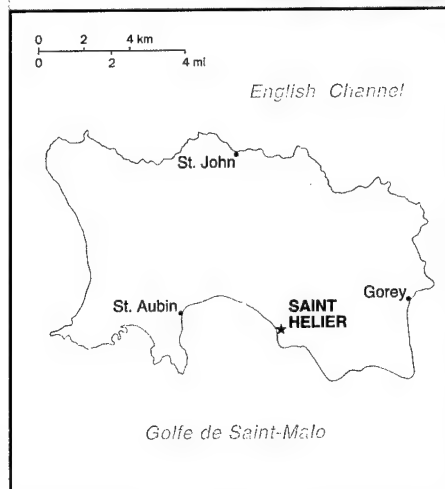 0 2 4 km
0 2 4 mi
English Channel
St. John
St. Aubin
SAINT
HELIER
Gorey
Golfe de Saint-Malo